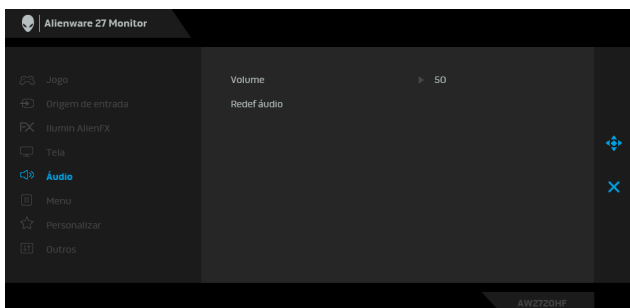 Alienware 27 Monitor
Jogo
Volume 50
Origem de entrada
Redef áudio
FX Ilumin AlienFX
Tela
Áudio
Menu
Personalizar
Outros
AW2720HF